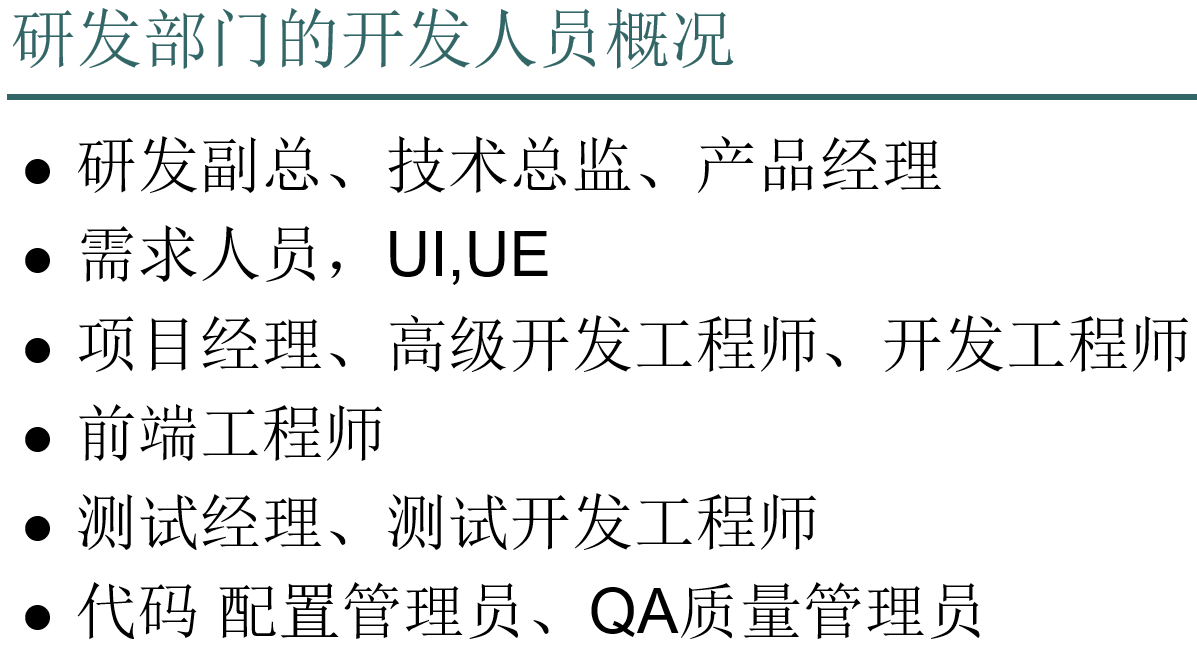 研发部门的开发人员概况
● 研发副总、技术总监、产品经理
● 需求人员，UI,UE
● 项目经理、高级开发工程师、开发工程师
● 前端工程师
● 测试经理、测试开发工程师
● 代码 配置管理员、QA质量管理员